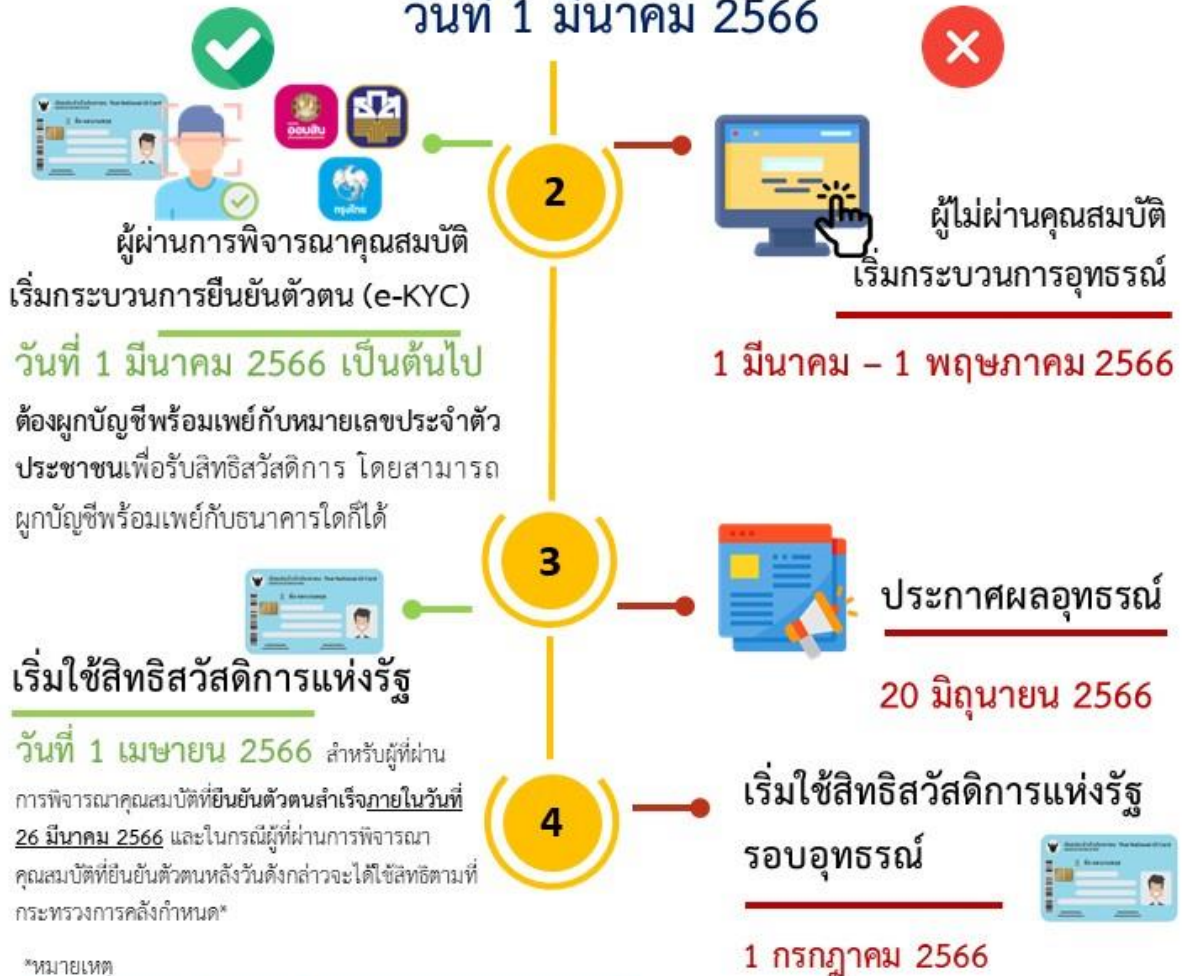 วันที่ 1 มีนาคม 2566
ออมสิน
กรุงไทย
2
ผู้ผ่านการพิจารณาคุณสมบัติ
เริ่มกระบวนการยืนยันตัวตน (e-KYC)
วันที่ 1 มีนาคม 2566 เป็นต้นไป
ต้องผูกบัญชีพร้อมเพย์กับหมายเลขประจำตัว
ประชาชนเพื่อรับสิทธิสวัสดิการ โดยสามารถ
ผูกบัญชีพร้อมเพย์กับธนาคารใดก็ได้
ผู้ไม่ผ่านคุณสมบัติ
เริ่มกระบวนการอุทธรณ์
1 มีนาคม – 1 พฤษภาคม 2566
3
เริ่มใช้สิทธิสวัสดิการแห่งรัฐ
วันที่ 1 เมษายน 2566 สำหรับผู้ที่ผ่าน
การพิจารณาคุณสมบัติที่ยืนยันตัวตนสำเร็จภายในวันที่
26 มีนาคม 2566 และในกรณีผู้ที่ผ่านการพิจารณา
คุณสมบัติที่ยืนยันตัวตนหลังวันดังกล่าวจะได้ใช้สิทธิตามที่
กระทรวงการคลังกำหนด*
*หมายเหตุ
ประกาศผลอุทธรณ์
20 มิถุนายน 2566
4
เริ่มใช้สิทธิสวัสดิการแห่งรัฐ
รอบอุทธรณ์
1 กรกฎาคม 2566